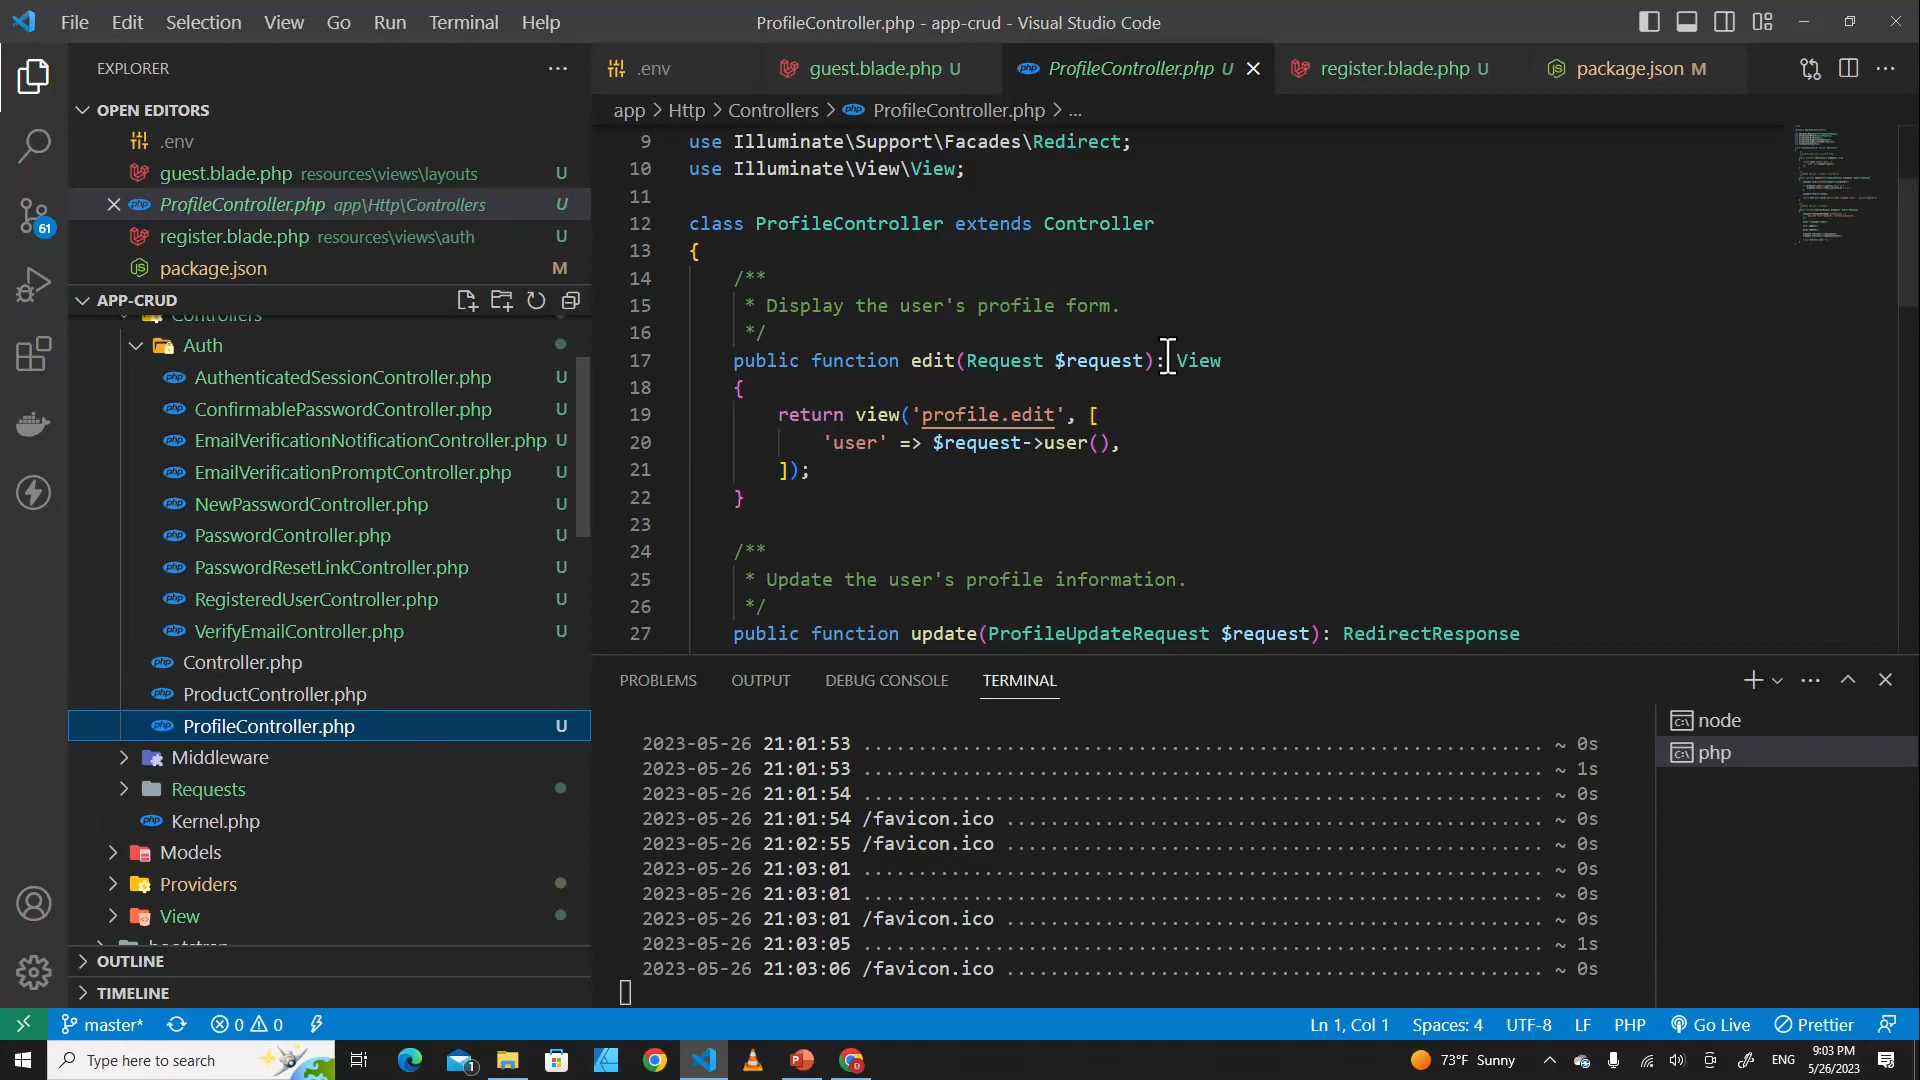 File Edit Selection View Go Run Terminal Help
ProfileController.php - app-crud - Visual Studio Code
EXPLORER
OPEN EDITORS
.env
guest.blade.php resources\views\layouts U
ProfileController.php app\Http\Controllers U
register.blade.php resources\views\auth U
package.json M
APP-CRUD
Controllers
Auth
AuthenticatedSessionController.php U
ConfirmablePasswordController.php U
EmailVerificationNotificationController.php U
EmailVerificationPromptController.php U
NewPasswordController.php U
PasswordController.php U
PasswordResetLinkController.php U
RegisteredUserController.php U
VerifyEmailController.php U
Controller.php
ProductController.php
ProfileController.php U
Middleware
Requests
Kernel.php
Models
Providers
View
bootstrap
OUTLINE
TIMELINE
61
.env
guest.blade.php U
ProfileController.php U
register.blade.php U
package.json M
app > Http > Controllers > ProfileController.php > ...
9 use Illuminate\Support\Facades\Redirect;
10 use Illuminate\View\View;
11
12 class ProfileController extends Controller
13 {
14 /**
15 * Display the user's profile form.
16 */
17 public function edit(Request $request): View
18 {
19 return view('profile.edit', [
20 'user' => $request->user(),
21 ]);
22 }
23
24 /**
25 * Update the user's profile information.
26 */
27 public function update(ProfileUpdateRequest $request): RedirectResponse
PROBLEMS OUTPUT DEBUG CONSOLE TERMINAL
2023-05-26 21:01:53 ........................................................... ~ 0s
2023-05-26 21:01:53 ........................................................... ~ 1s
2023-05-26 21:01:54 ........................................................... ~ 0s
2023-05-26 21:01:54 /favicon.ico .............................................. ~ 0s
2023-05-26 21:02:55 /favicon.ico .............................................. ~ 0s
2023-05-26 21:03:01 ........................................................... ~ 0s
2023-05-26 21:03:01 ........................................................... ~ 0s
2023-05-26 21:03:01 /favicon.ico .............................................. ~ 0s
2023-05-26 21:03:05 ........................................................... ~ 1s
2023-05-26 21:03:06 /favicon.ico .............................................. ~ 0s
node
php
master* 0 0
Ln 1, Col 1 Spaces: 4 UTF-8 LF PHP Go Live Prettier
Type here to search
1
73°F Sunny
ENG
9:03 PM
5/26/2023